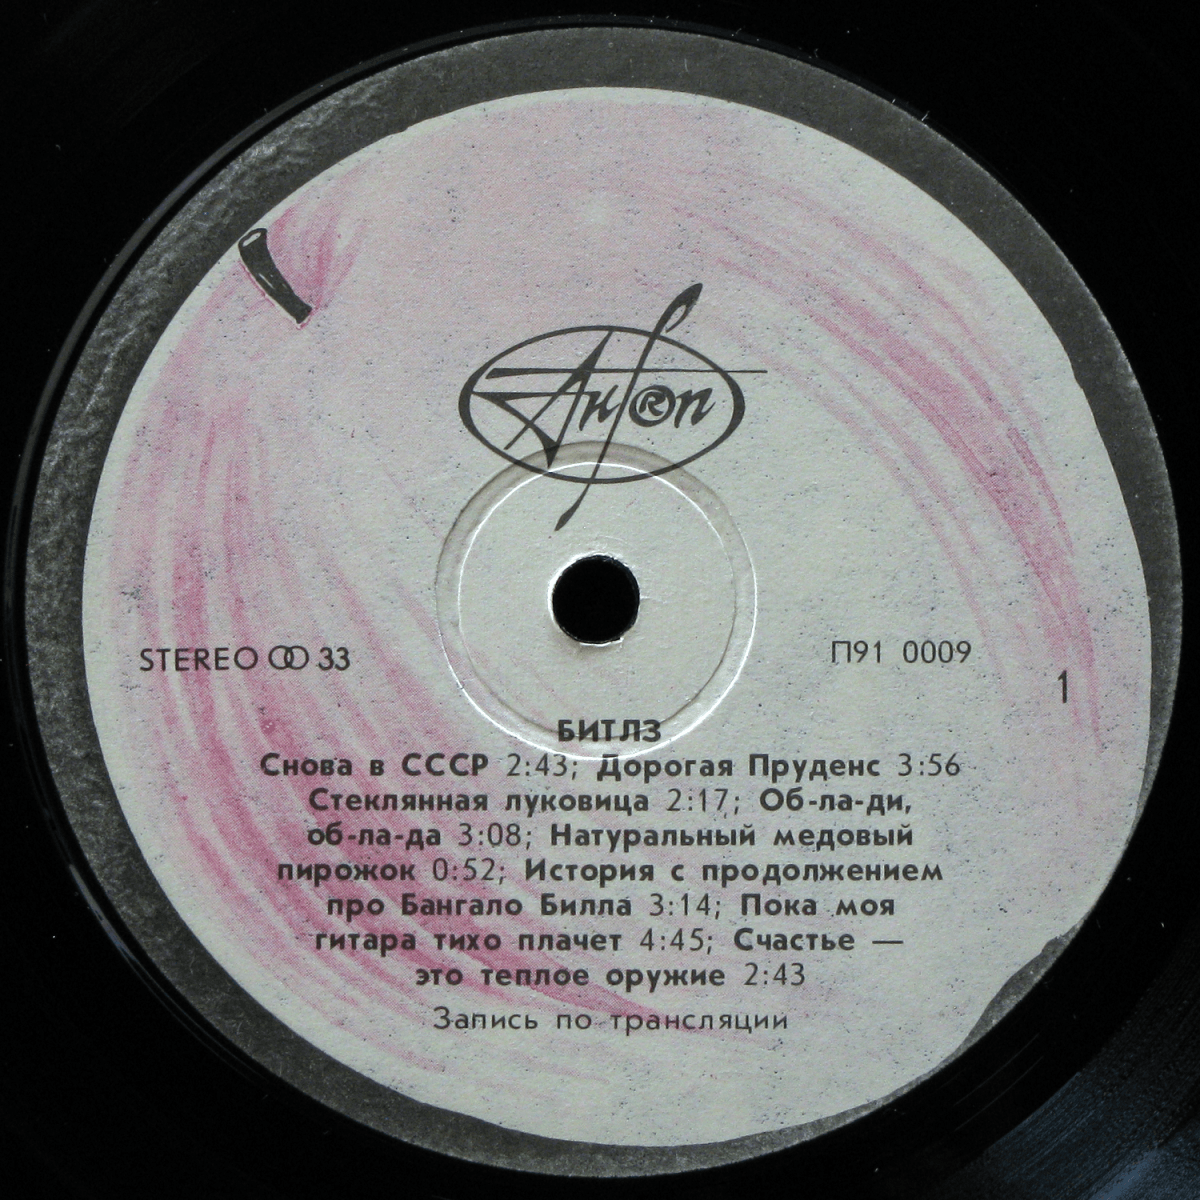 Ант®оп
STEREO 33
П91 0009
1
БИТЛЗ
Снова в СССР 2:43; Дорогая Пруденс 3:56
Стеклянная луковица 2:17; Об-ла-ди,
об-ла-да 3:08; Натуральный медовый
пирожок 0:52; История с продолжением
про Бангало Билла 3:14; Пока моя
гитара тихо плачет 4:45; Счастье —
это теплое оружие 2:43
Запись по трансляции